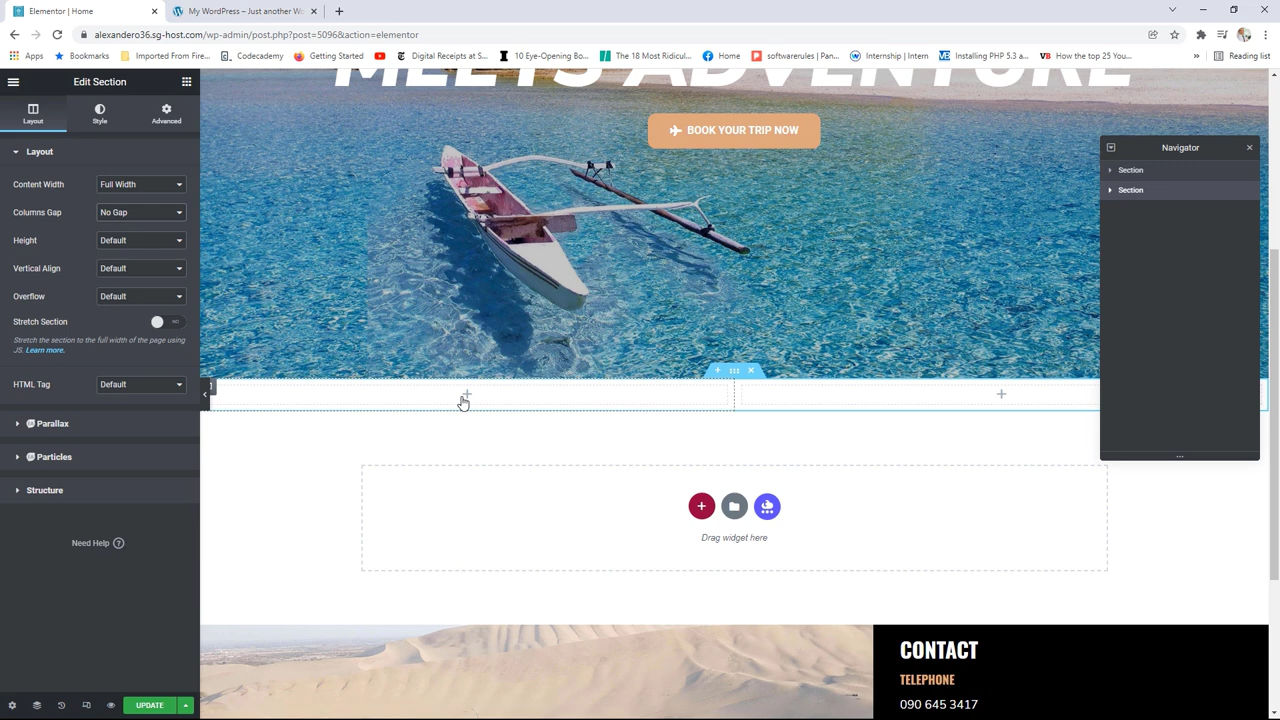 Elementor | Home
My WordPress – Just another Wo
alexandero36.sg-host.com/wp-admin/post.php?post=5096&action=elementor
Apps
Bookmarks
Imported From Fire...
Codecademy
Getting Started
Digital Receipts at S...
10 Eye-Opening Bo...
The 18 Most Ridicul...
Home
softwarerules | Pan...
Internship | Intern
Installing PHP 5.3 a...
How the top 25 You...
»
Reading list
Edit Section
Layout
Style
Advanced
Layout
Content Width
Full Width
Columns Gap
No Gap
Height
Default
Vertical Align
Default
Overflow
Default
Stretch Section
NO
Stretch the section to the full width of the page using
JS. Learn more.
HTML Tag
Default
Parallax
Particles
Structure
Need Help
UPDATE
MEETS ADVENTURE
BOOK YOUR TRIP NOW
Navigator
Section
Section
Drag widget here
CONTACT
TELEPHONE
090 645 3417